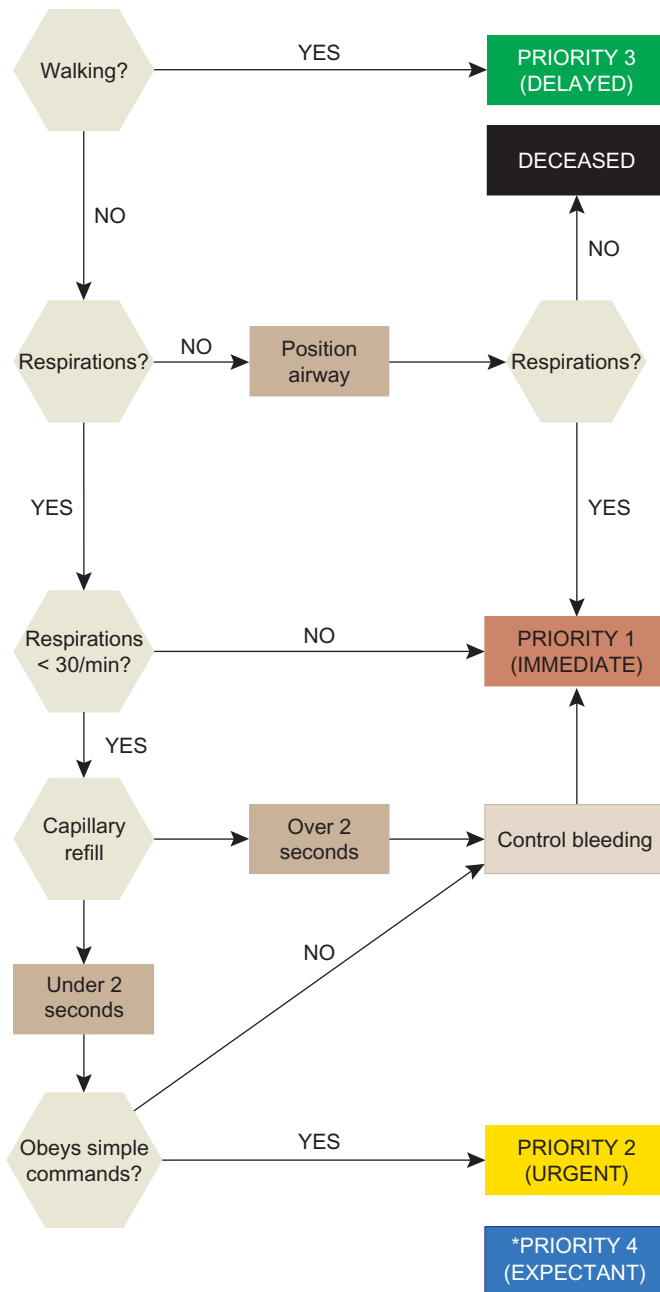 Walking?
YES
PRIORITY 3
(DELAYED)
DECEASED
NO
NO
Respirations?
NO
Position
airway
Respirations?
YES
YES
Respirations
< 30/min?
NO
PRIORITY 1
(IMMEDIATE)
YES
Capillary
refill
Over 2
seconds
Control bleeding
NO
Under 2
seconds
Obeys simple
commands?
YES
PRIORITY 2
(URGENT)
*PRIORITY 4
(EXPECTANT)